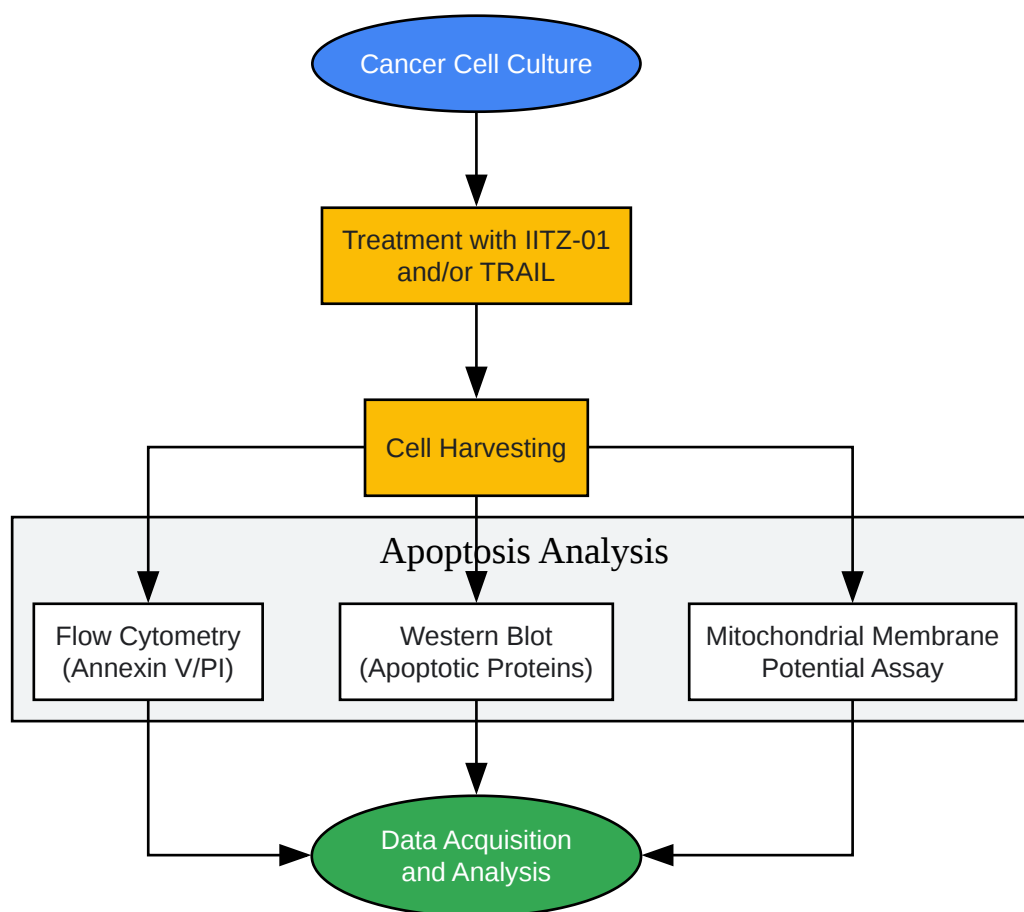 Cancer Cell Culture
Treatment with IITZ-01
and/or TRAIL
Cell Harvesting
Apoptosis Analysis
Flow Cytometry
(Annexin V/PI)
Western Blot
(Apoptotic Proteins)
Mitochondrial Membrane
Potential Assay
Data Acquisition
and Analysis